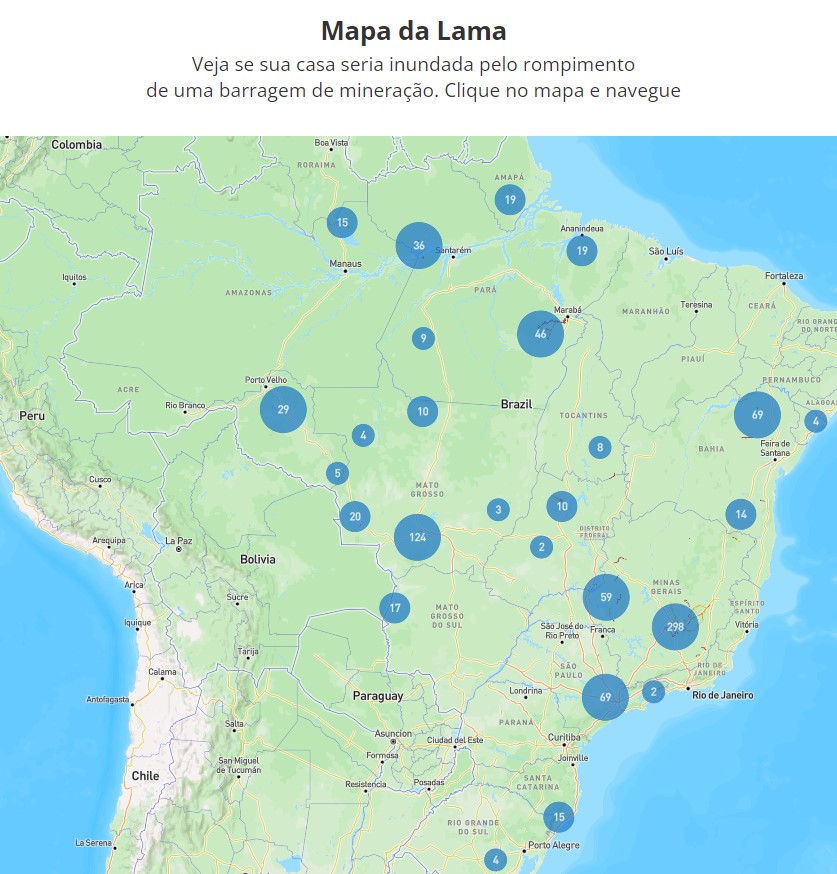 Mapa da Lama
Veja se sua casa seria inundada pelo rompimento
de uma barragem de mineração. Clique no mapa e navegue
Colombia
Boa Vista
RORAIMA
AMAPÁ
19
15
Ananindeua
36
Santarém
19
São Luís
Manaus
Iquitos
Fortaleza
AMAZONAS
PARÁ
Marabá
MARANHÃO
Teresina
CEARÁ
RIO GRAND
DO NORTE
46
9
PIAUÍ
Porto Velho
PERNAMBUCO
ACRE
Rio Branco
29
10
Brazil
TOCANTINS
69
ALAGOA
4
Peru
4
8
BAHIA
Feira de
Santana
5
Cusco
MATO
GROSSO
20
3
10
14
124
DISTRITO
FEDERAL
Arequipa
La Paz
2
Bolivia
Arica
MINAS
GERAIS
Sucre
59
17
MATO
GROSSO
DO SUL
ESPÍRITO
SANTO
Iquique
São José do
Rio Preto
Franca
298
Vitória
Tarija
SÃO
PAULO
RIO DE
JANEIRO
Calama
Paraguay
Londrina
69
2
Rio de Janeiro
Antofagasta
PARANÁ
Salta
Asuncion
Ciudad del Este
Curitiba
Formosa
Joinville
San Miguel
de Tucumán
Chile
Resistencia
Posadas
SANTA
CATARINA
15
RIO GRANDE
DO SUL
La Serena
Porto Alegre
4